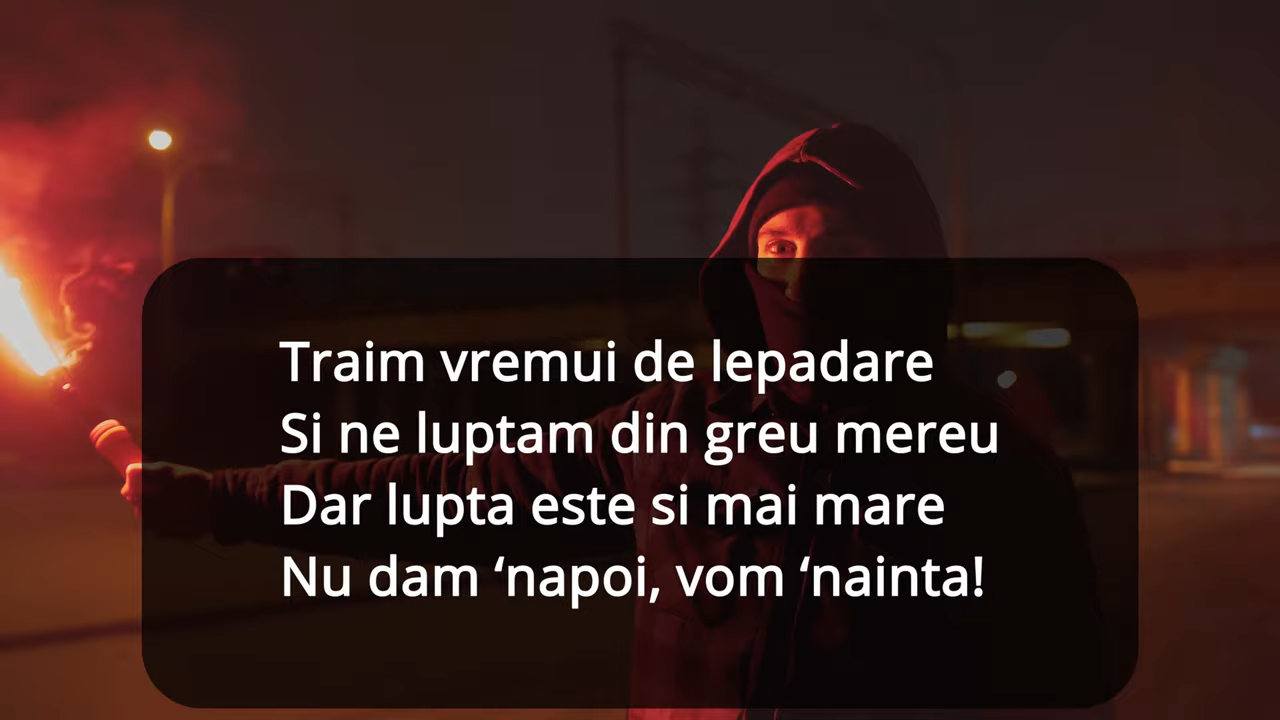 Traim vremui de lepadare
Si ne luptam din greu mereu
Dar lupta este si mai mare
Nu dam ‘napoi, vom ‘nainta!